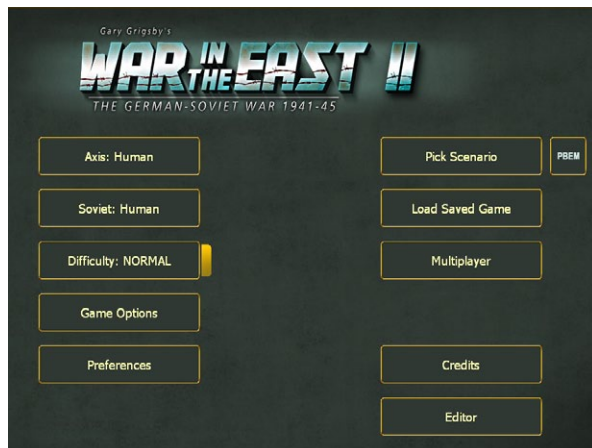 Gary Grigsby's
WAR IN THE EAST II
THE GERMAN-SOVIET WAR 1941-45
Axis: Human
Soviet: Human
Difficulty: NORMAL
Game Options
Preferences
Pick Scenario
PBEM
Load Saved Game
Multiplayer
Credits
Editor